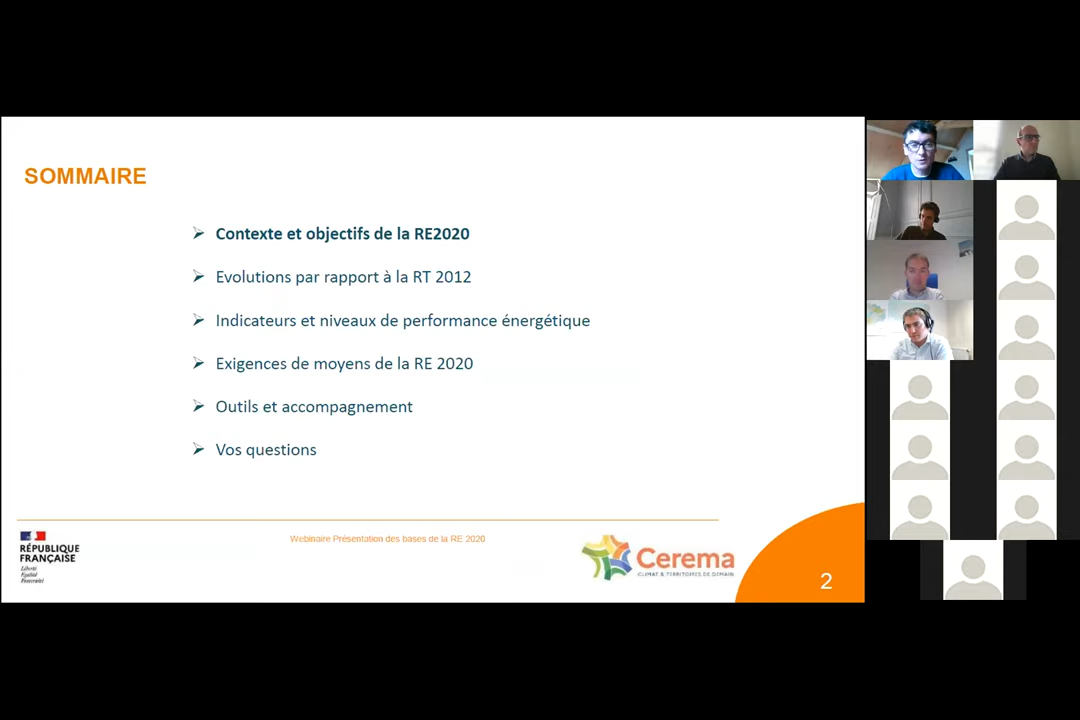 SOMMAIRE
Contexte et objectifs de la RE2020
Evolutions par rapport à la RT 2012
Indicateurs et niveaux de performance énergétique
Exigences de moyens de la RE 2020
Outils et accompagnement
Vos questions
RÉPUBLIQUE
FRANÇAISE
Liberté
Égalité
Fraternité
Webinaire Présentation des bases de la RE 2020
Cerema
CLIMAT & TERRITOIRES DE DEMAIN
2